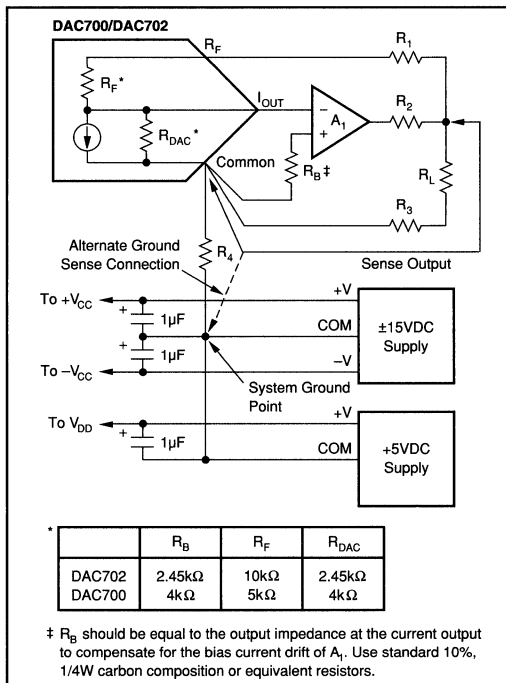 DAC700/DAC702
R_F
R_1
R_F*
I_OUT
R_DAC*
−
+
A_1
R_2
Common
R_B‡
R_L
R_3
Alternate Ground
Sense Connection
R_4
Sense Output
To +V_CC
+V
+
1µF
COM
±15VDC
Supply
+
1µF
To −V_CC
−V
System Ground
Point
To V_DD
+V
+
1µF
COM
+5VDC
Supply
*
R_B R_F R_DAC
DAC702 2.45kΩ 10kΩ 2.45kΩ
DAC700 4kΩ 5kΩ 4kΩ
‡ R_B should be equal to the output impedance at the current output
to compensate for the bias current drift of A_1. Use standard 10%,
1/4W carbon composition or equivalent resistors.